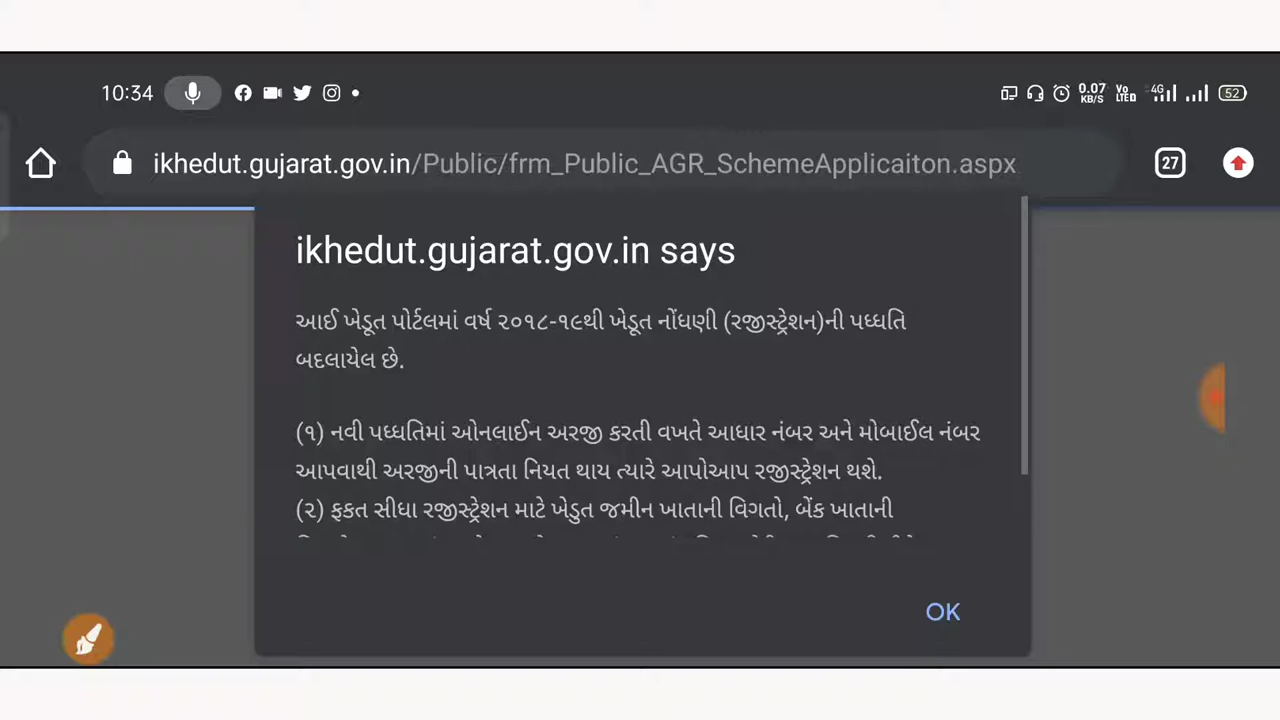 10:34
0.07
KB/S
Vo
LTED
4G
52
ikhedut.gujarat.gov.in/Public/frm_Public_AGR_SchemeApplicaiton.aspx
27
ikhedut.gujarat.gov.in says
આઈ ખેડૂત પોર્ટલમાં વર્ષ ૨૦૧૮-૧૯થી ખેડૂત નોંધણી (રજીસ્ટ્રેશન)ની પધ્ધતિ
બદલાયેલ છે.
(૧) નવી પધ્ધતિમાં ઓનલાઈન અરજી કરતી વખતે આધાર નંબર અને મોબાઈલ નંબર
આપવાથી અરજીની પાત્રતા નિયત થાય ત્યારે આપોઆપ રજીસ્ટ્રેશન થશે.
(૨) ફકત સીધા રજીસ્ટ્રેશન માટે ખેડુત જમીન ખાતાની વિગતો, બેંક ખાતાની
OK